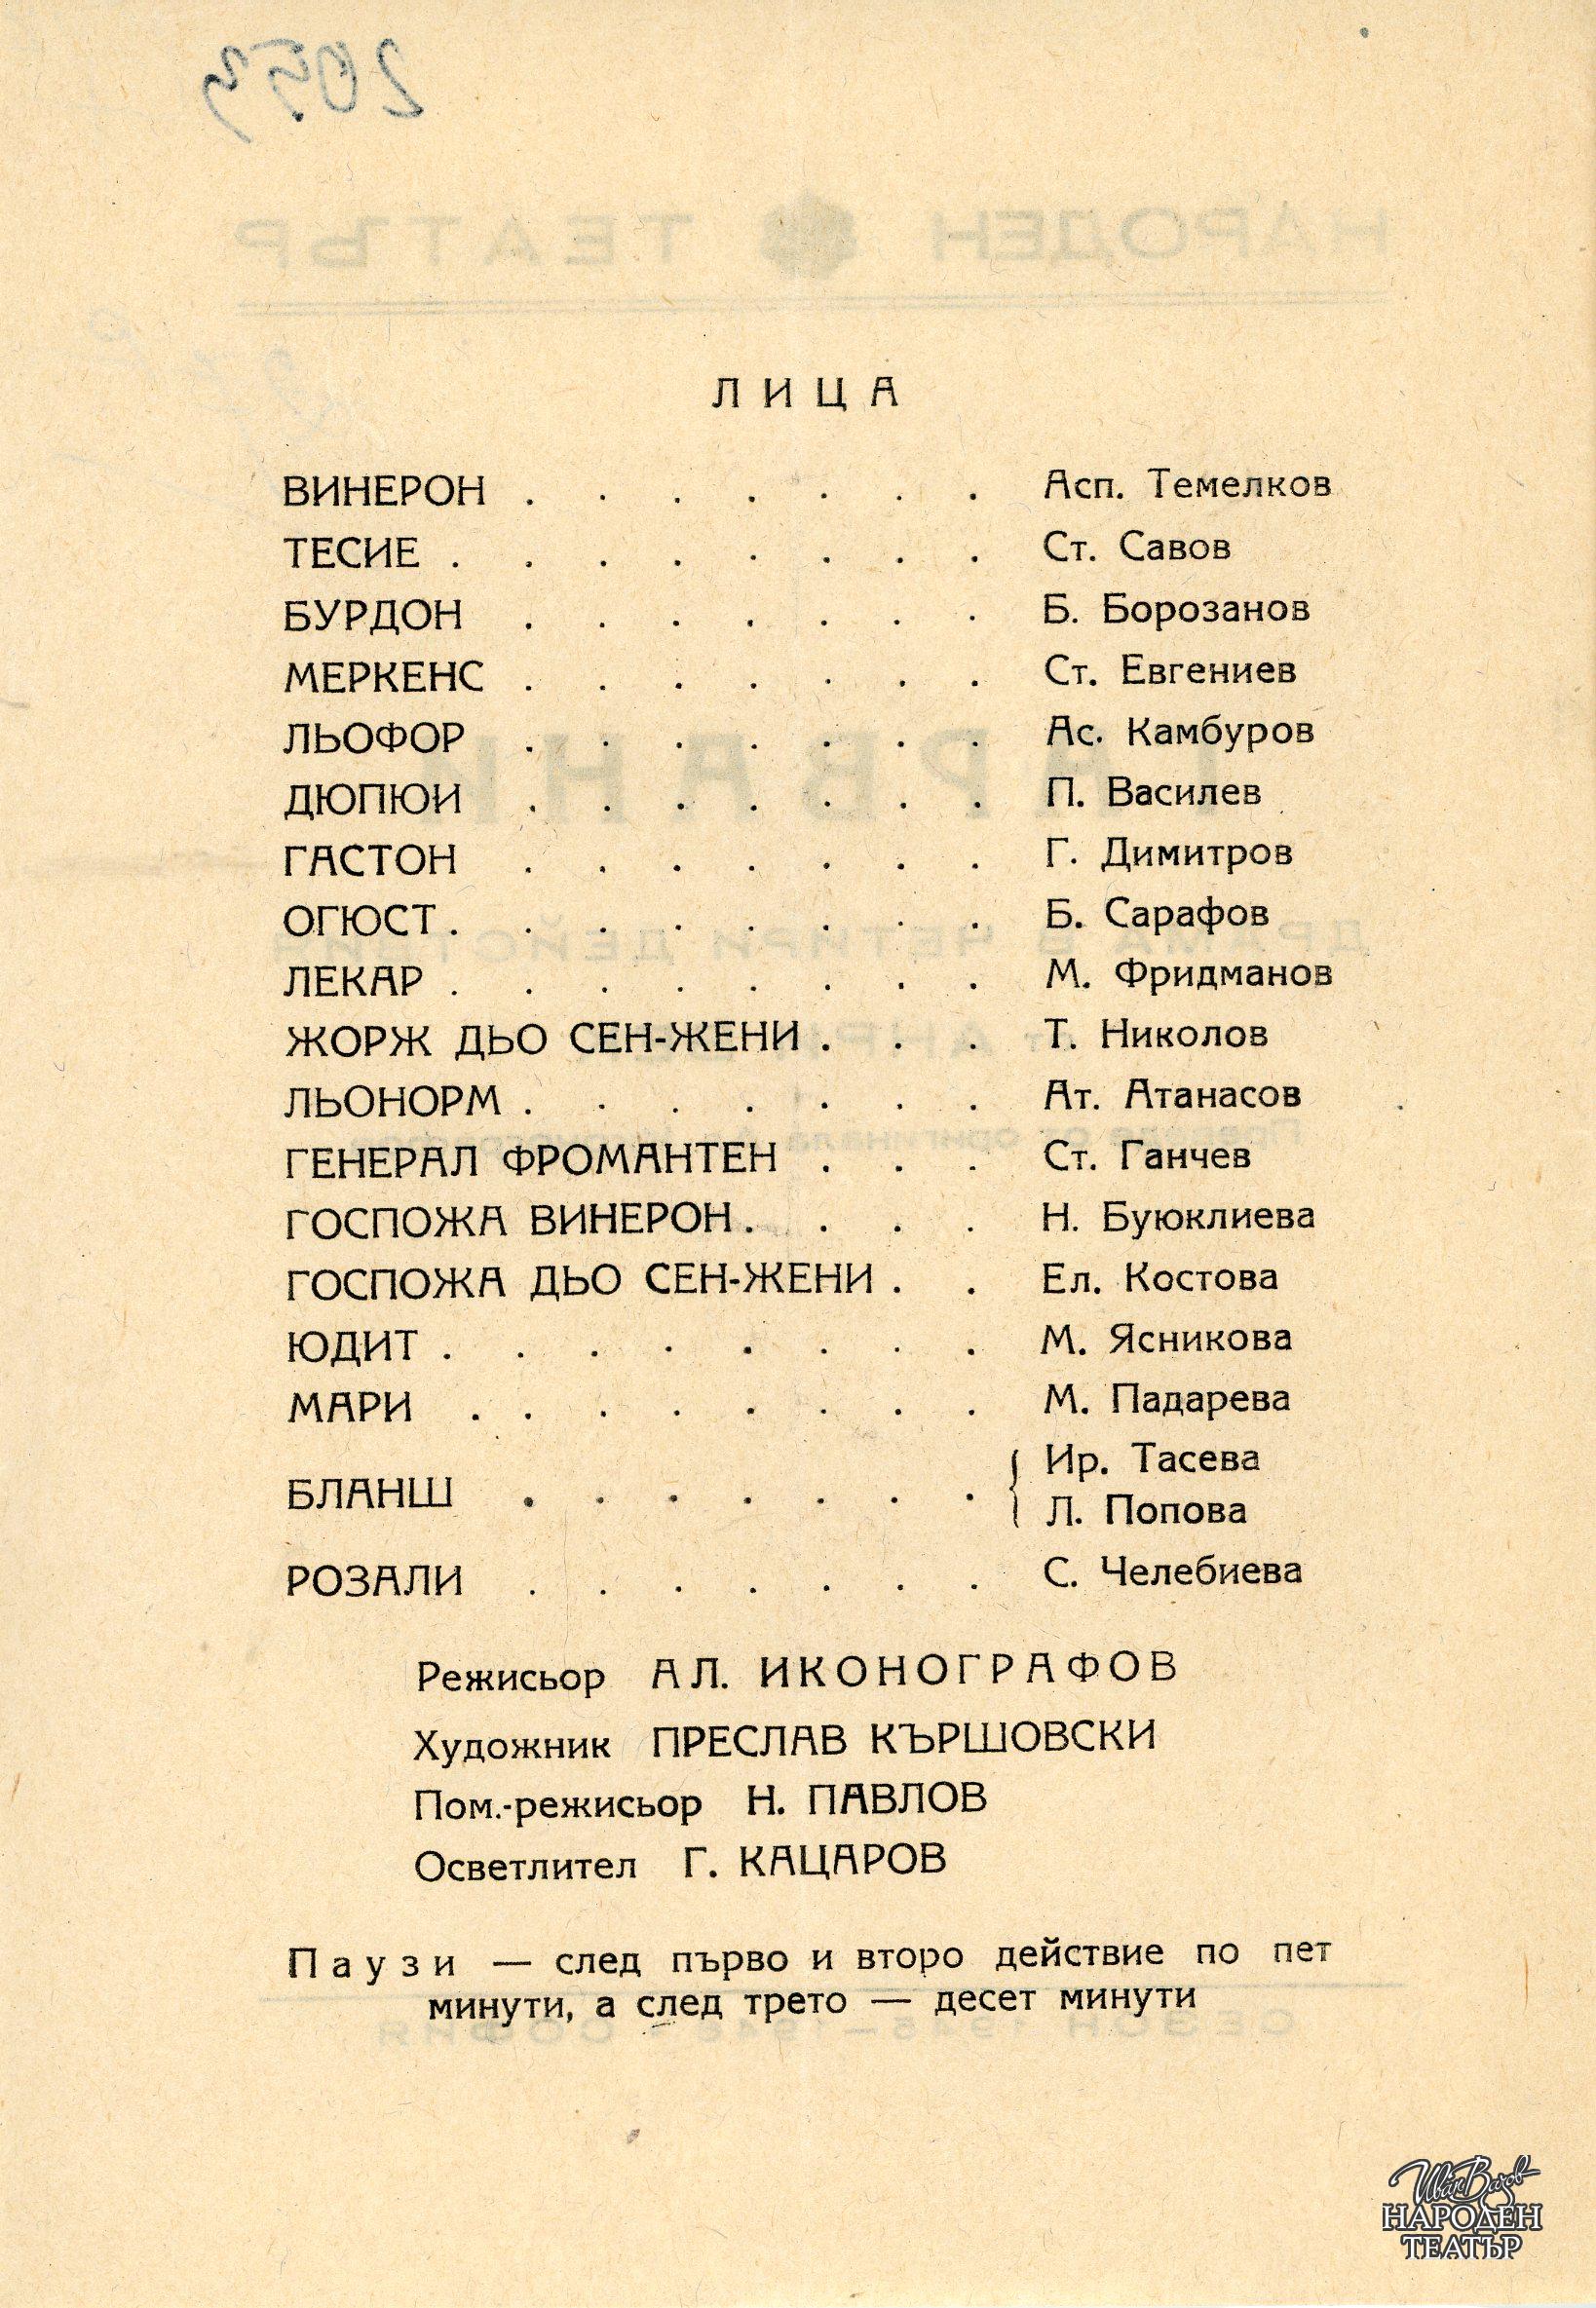 2053
НАРОДЕН ТЕАТЪР
ЛИЦА
ВИНЕРОН . . . . . . . Асп. Темелков
ТЕСИЕ . . . . . . . . Ст. Савов
БУРДОН . . . . . . . Б. Борозанов
МЕРКЕНС . . . . . . . Ст. Евгениев
ЛЬОФОР . . . . . . . Ас. Камбуров
ДЮПЮИ . . . . . . . П. Василев
ГАСТОН . . . . . . . Г. Димитров
ОГЮСТ . . . . . . . . Б. Сарафов
ЛЕКАР . . . . . . . . М. Фридманов
ЖОРЖ ДЬО СЕН-ЖЕНИ . . . Т. Николов
ЛЬОНОРМ . . . . . . . Ат. Атанасов
ГЕНЕРАЛ ФРОМАНТЕН . . . Ст. Ганчев
ГОСПОЖА ВИНЕРОН . . . . Н. Буюклиева
ГОСПОЖА ДЬО СЕН-ЖЕНИ . . Ел. Костова
ЮДИТ . . . . . . . . М. Ясникова
МАРИ . . . . . . . . М. Падарева
БЛАНШ . . . . . . . { Ир. Тасева
Л. Попова
РОЗАЛИ . . . . . . . С. Челебиева
Режисьор АЛ. ИКОНОГРАФОВ
Художник ПРЕСЛАВ КЪРШОВСКИ
Пом.-режисьор Н. ПАВЛОВ
Осветлител Г. КАЦАРОВ
Паузи — след първо и второ действие по пет
минути, а след трето — десет минути
Иван Вазов
НАРОДЕН
ТЕАТЪР